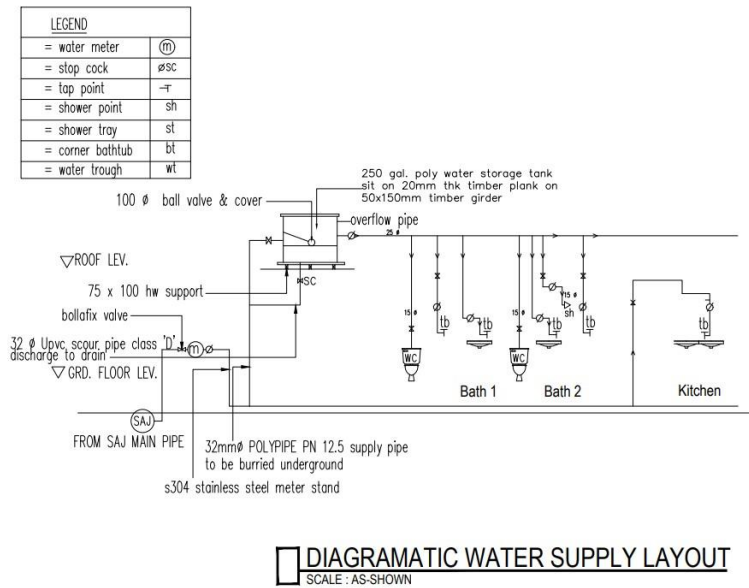 LEGEND
= water meter m
= stop cock øsc
= tap point
= shower point sh
= shower tray st
= corner bathtub bt
= water trough wt
250 gal. poly water storage tank
sit on 20mm thk timber plank on
50x150mm timber girder
100 ø ball valve & cover
overflow pipe
25 ø
▽ROOF LEV.
SC
75 x 100 hw support
bollafix valve
32 ø Upvc scour pipe class 'D'
discharge to drain
m
▽ GRD. FLOOR LEV.
15 ø
tb
tb
15 ø
tb
15 ø
sh
tb
tb
WC
WC
Bath 1
Bath 2
Kitchen
SAJ
FROM SAJ MAIN PIPE
32mmø POLYPIPE PN 12.5 supply pipe
to be burried underground
s304 stainless steel meter stand
DIAGRAMATIC WATER SUPPLY LAYOUT
SCALE : AS-SHOWN